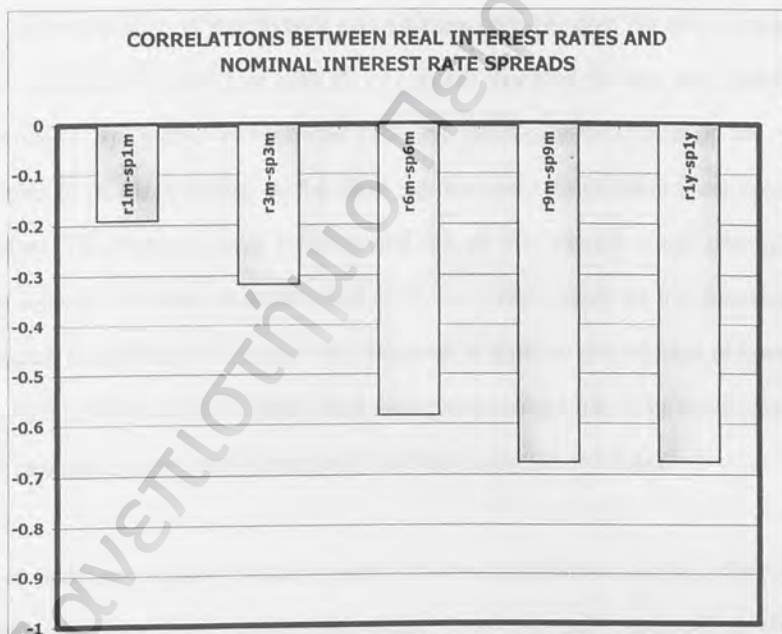 CORRELATIONS BETWEEN REAL INTEREST RATES AND
NOMINAL INTEREST RATE SPREADS
0
-0.1
-0.2
-0.3
-0.4
-0.5
-0.6
-0.7
-0.8
-0.9
-1
r1m-sp1m
r3m-sp3m
r6m-sp6m
r9m-sp9m
r1y-sp1y
Πανεπιστήμιο